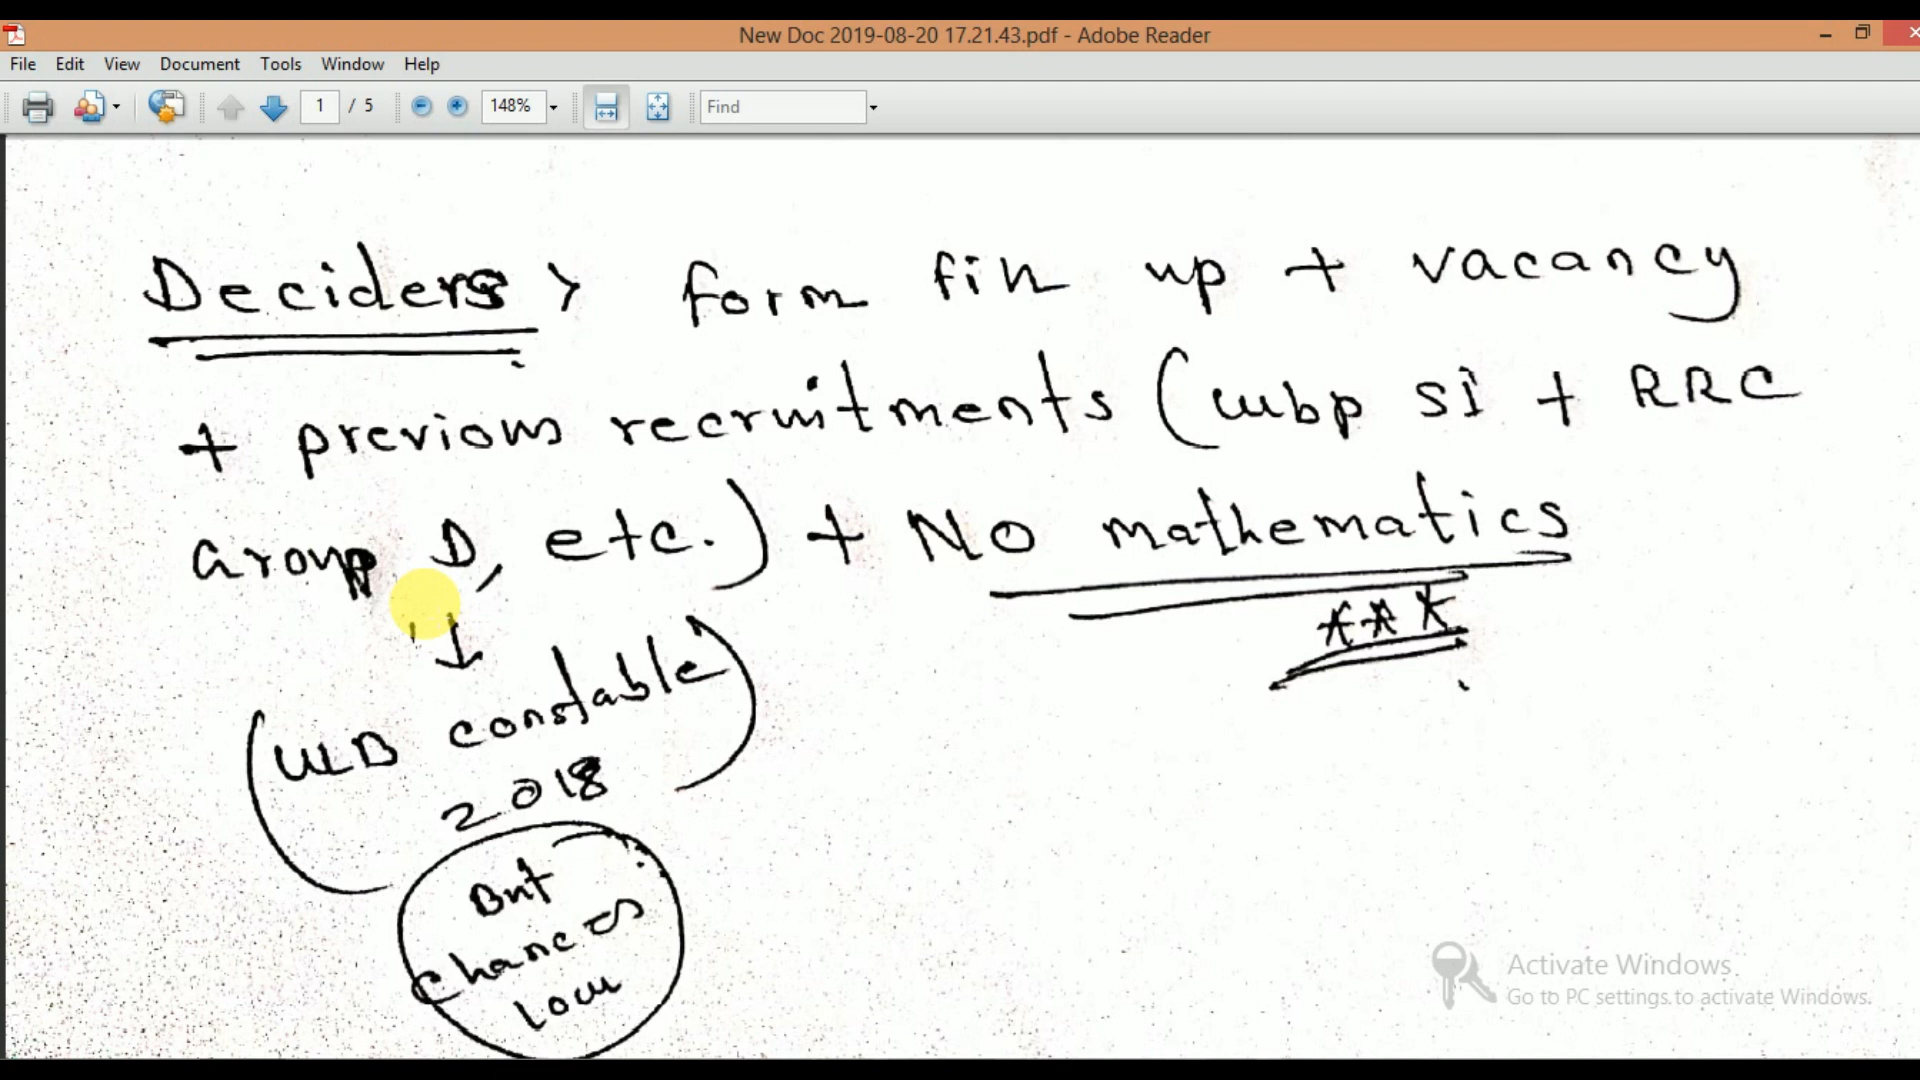 New Doc 2019-08-20 17.21.43.pdf - Adobe Reader
File Edit View Document Tools Window Help
1 / 5 148% Find
Deciders > form fill up + vacancy
+ previous recruitments (wbp SI + RRC
Group D, etc.) + No mathematics
***
(WB constable)
2018
But
chances
low
Activate Windows
Go to PC settings to activate Windows.